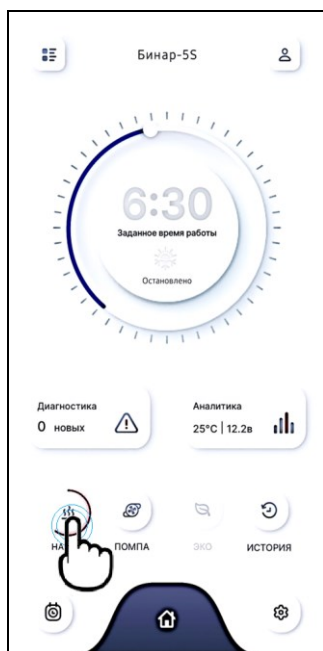 Бинар-5S
6:30
Заданное время работы
Остановлено
Диагностика
0 новых
Аналитика
25°C | 12.2в
ПОМПА
ЭКО
ИСТОРИЯ